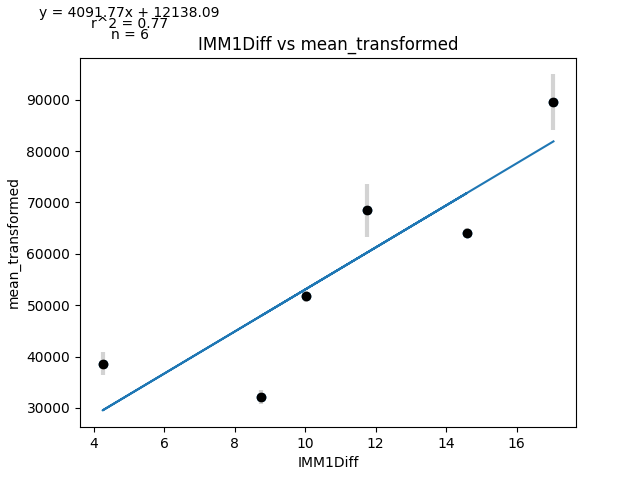 y = 4091.77x + 12138.09
r^2 = 0.77
n = 6
IMM1Diff vs mean_transformed
90000
80000
70000
60000
50000
40000
30000
mean_transformed
4 6 8 10 12 14 16
IMM1Diff